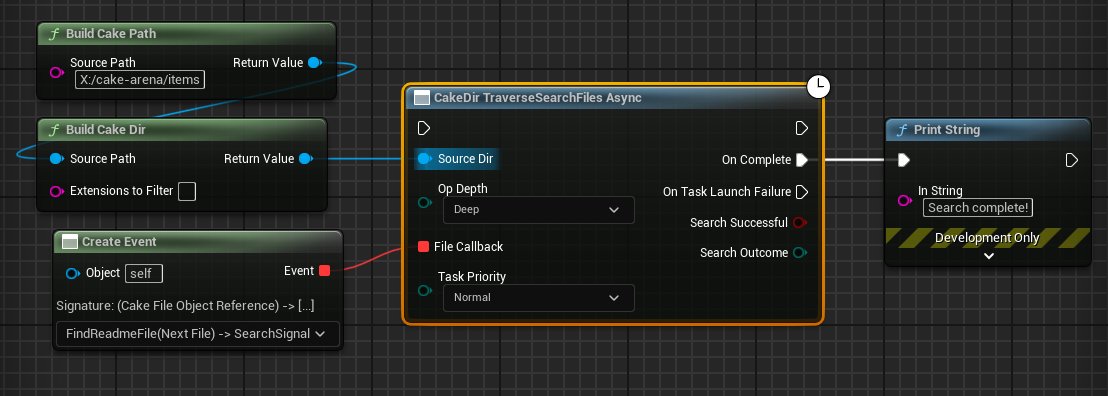 f Build Cake Path
Source Path
Return Value
X:/cake-arena/items
f Build Cake Dir
Source Path
Return Value
Extensions to Filter
Create Event
Object self
Event
Signature: (Cake File Object Reference) -> [...]
FindReadmeFile(Next File) -> SearchSignal
CakeDir TraverseSearchFiles Async
Source Dir
On Complete
Op Depth
Deep
On Task Launch Failure
Search Successful
File Callback
Search Outcome
Task Priority
Normal
f Print String
In String
Search complete!
Development Only